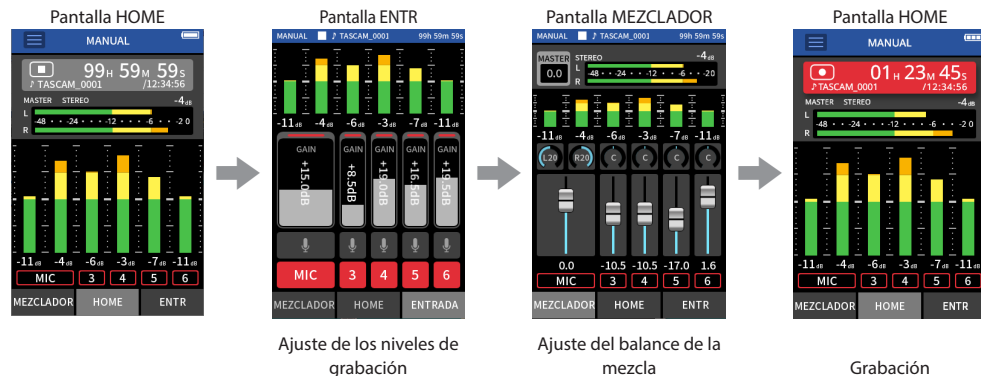 Pantalla HOME
MANUAL
99H 59M 59S
♪ TASCAM_0001 /12:34:56
MASTER STEREO -4dB
L
-48 • • • -24 • • • -12 • • • -6 • • • -2 0
R
-11dB -4dB -6dB -3dB -7dB -11dB
MIC 3 4 5 6
MEZCLADOR HOME ENTR
Pantalla ENTR
MANUAL ♪ TASCAM_0001 99h 59m 59s
-11dB -4dB -6dB -3dB -7dB -11dB
GAIN GAIN GAIN GAIN GAIN
+15.0dB +8.5dB +19.0dB +16.5dB +19.5dB
MIC 3 4 5 6
MEZCLADOR HOME ENTRADA
Ajuste de los niveles de
grabación
Pantalla MEZCLADOR
MANUAL ♪ TASCAM_0001 99h 59m 59s
MASTER STEREO -4dB
0.0
L
-48 • • • -24 • • • -12 • • • -6 • • • -2 0
R
-11dB -4dB -6dB -3dB -7dB -11dB
L20 R20 C C C C
0.0 -10.5 -10.5 -17.0 1.6
MIC 3 4 5 6
MEZCLADOR HOME ENTR
Ajuste del balance de la
mezcla
Pantalla HOME
MANUAL
01H 23M 45S
♪ TASCAM_0001 /12:34:56
MASTER STEREO -4dB
L
-48 • • • -24 • • • -12 • • • -6 • • • -2 0
R
-11dB -4dB -6dB -3dB -7dB -11dB
MIC 3 4 5 6
MEZCLADOR HOME ENTR
Grabación